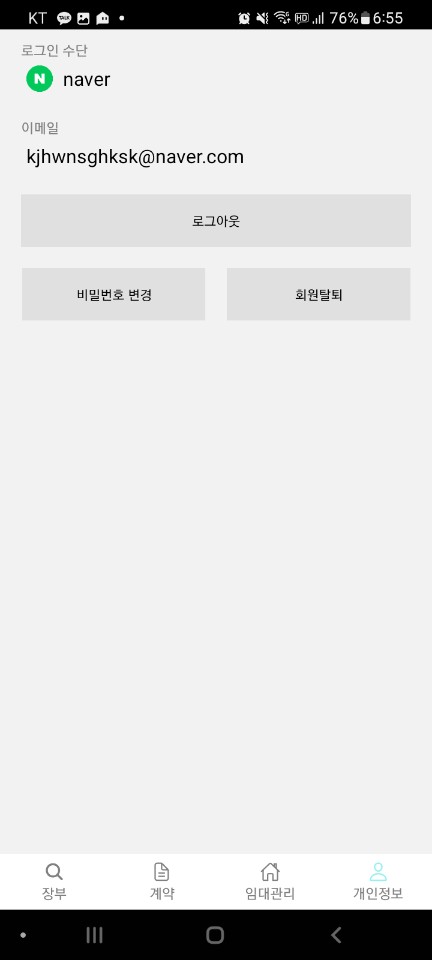 KT TALK HD 76% 6:55
로그인 수단
N naver
이메일
kjhwnsghksk@naver.com
로그아웃
비밀번호 변경 회원탈퇴
장부 계약 임대관리 개인정보